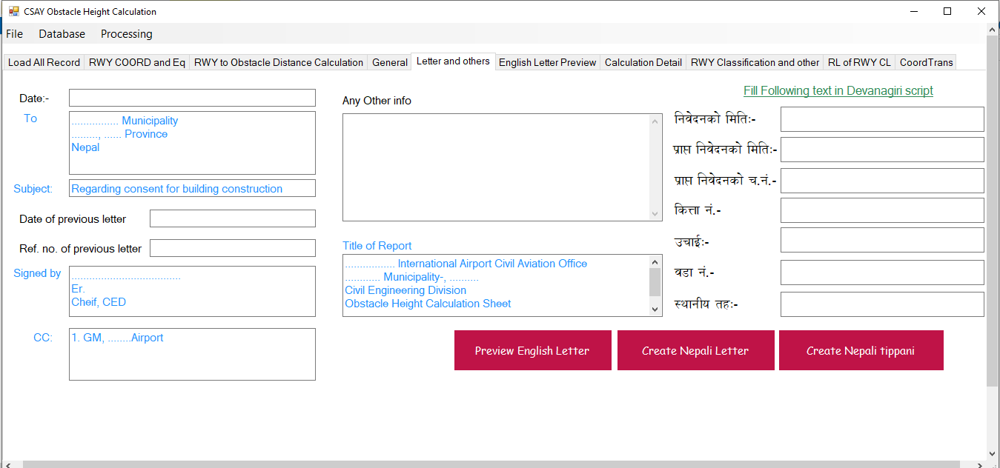 CSAY Obstacle Height Calculation
File Database Processing
Load All Record RWY COORD and Eq RWY to Obstacle Distance Calculation General Letter and others English Letter Preview Calculation Detail RWY Classification and other RL of RWY CL CoordTrans
Date:-
To
................ Municipality
........., ...... Province
Nepal
Subject:
Regarding consent for building construction
Date of previous letter
Ref. no. of previous letter
Signed by
.....................................
Er.
Cheif, CED
CC:
1. GM, ........Airport
Any Other info
Title of Report
................. International Airport Civil Aviation Office
............ Municipality-, ..........
Civil Engineering Division
Obstacle Height Calculation Sheet
Fill Following text in Devanagiri script
निवेदनको मितिः-
प्राप्त निवेदनको मितिः-
प्राप्त निवेदनको च.नं.-
कित्ता नं.-
उचाईः-
वडा नं.-
स्थानीय तहः-
Preview English Letter
Create Nepali Letter
Create Nepali tippani